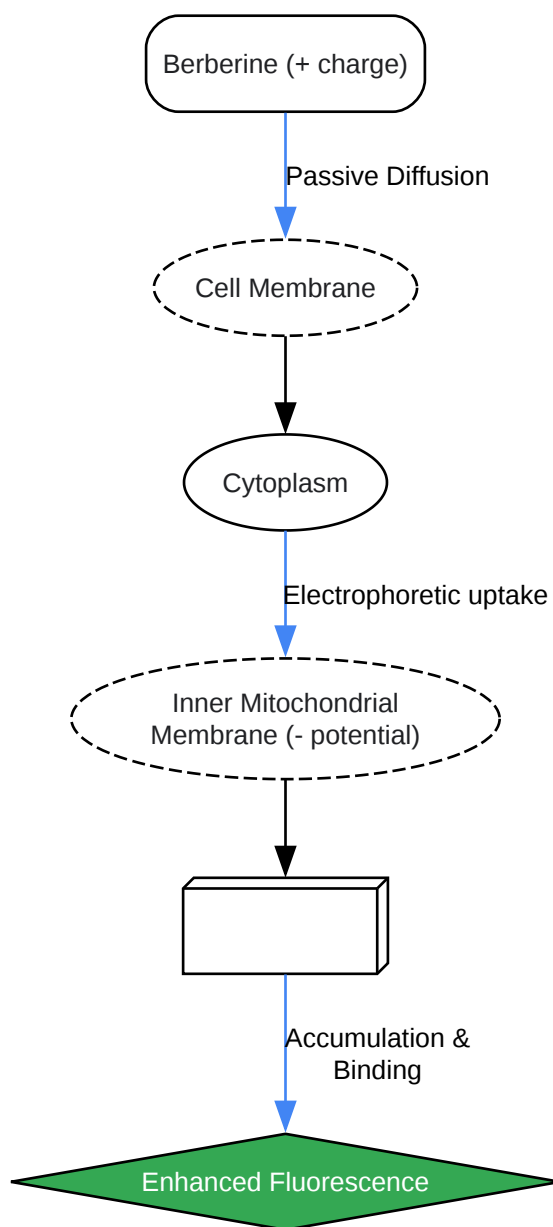 Berberine (+ charge)
Passive Diffusion
Cell Membrane
Cytoplasm
Electrophoretic uptake
Inner Mitochondrial
Membrane (- potential)
Accumulation &
Binding
Enhanced Fluorescence